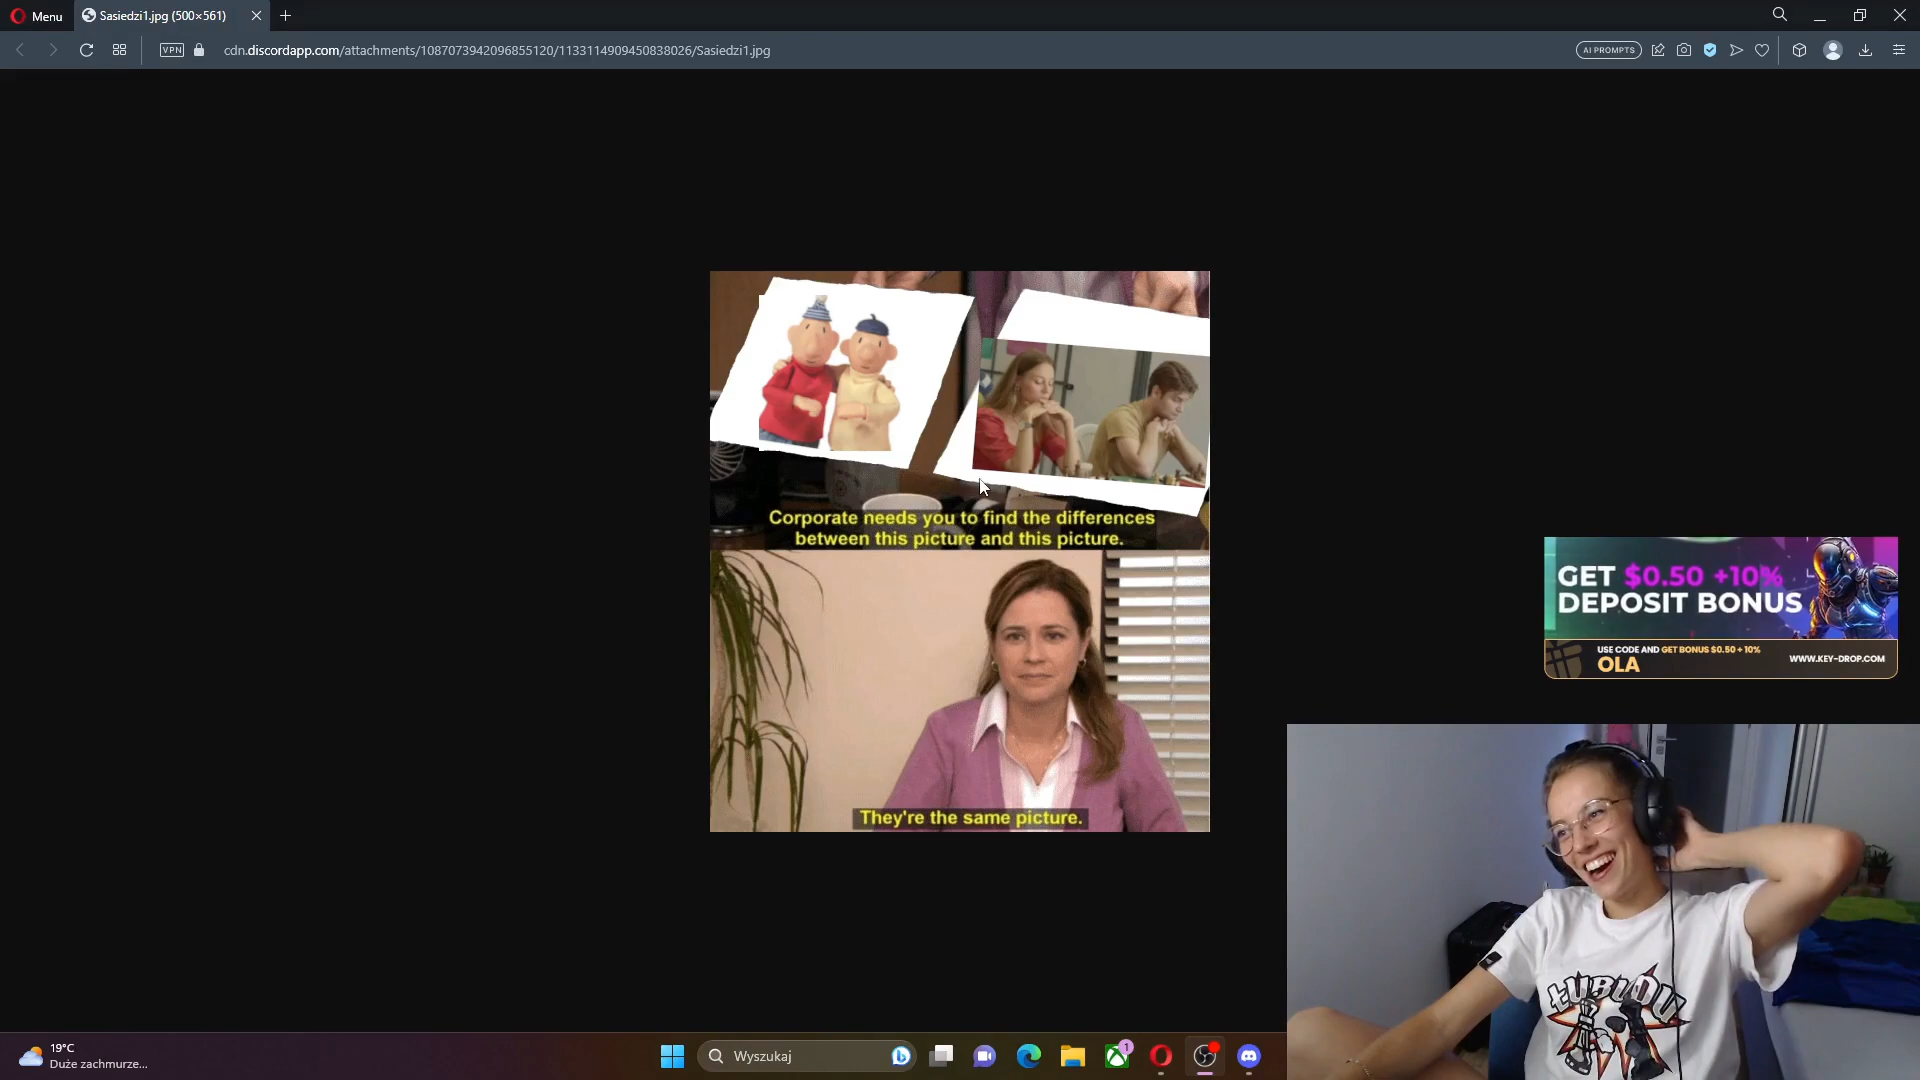 Menu
Sasiedzi1.jpg (500×561)
VPN
cdn.discordapp.com/attachments/1087073942096855120/1133114909450838026/Sasiedzi1.jpg
AI PROMPTS
Corporate needs you to find the differences
between this picture and this picture.
They're the same picture.
GET $0.50 +10%
DEPOSIT BONUS
USE CODE AND GET BONUS $0.50 + 10%
OLA
WWW.KEY-DROP.COM
ŁUBUDU
19°C
Duże zachmurze...
Wyszukaj
1